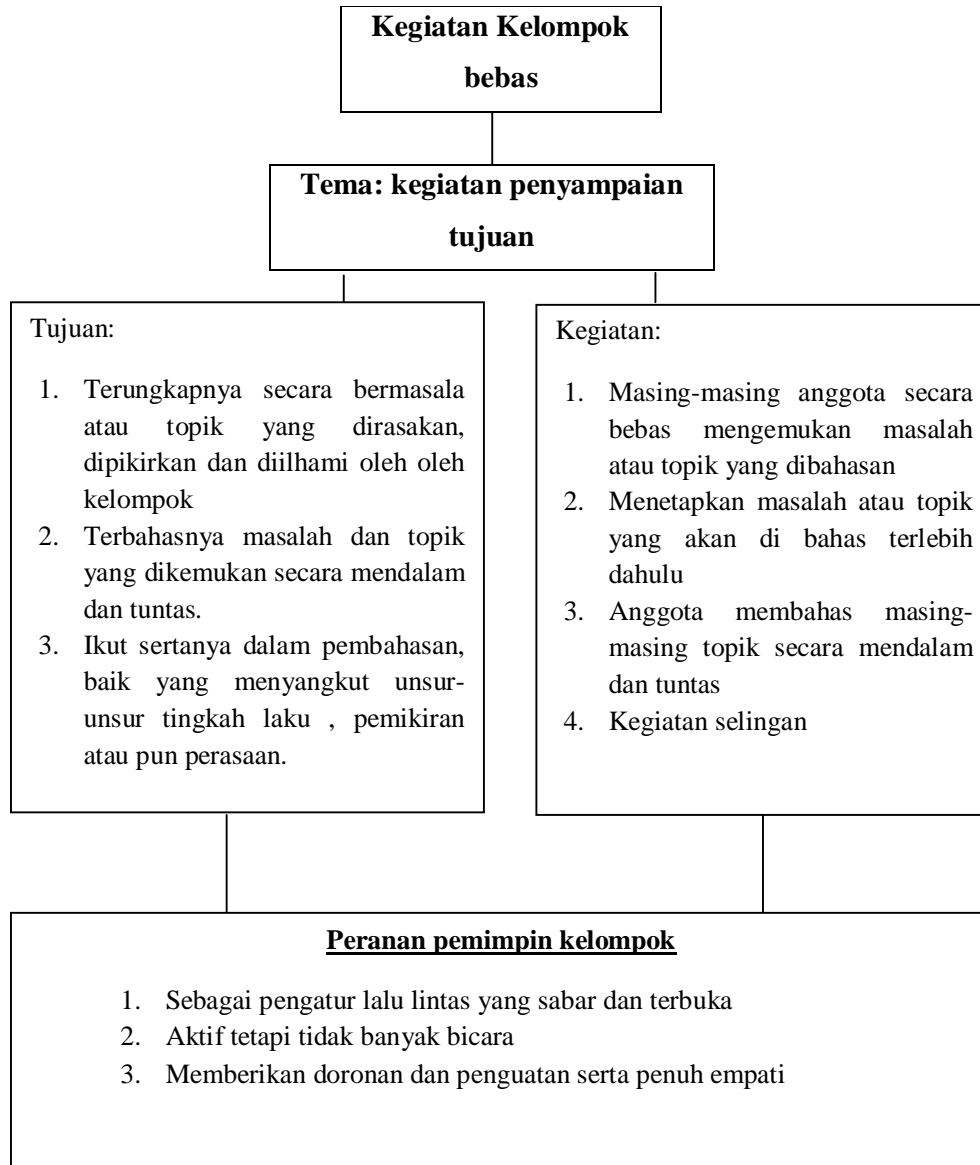 Kegiatan Kelompok
bebas
Tema: kegiatan penyampaian
tujuan
Tujuan:
1. Terungkapnya secara bermasala
atau topik yang dirasakan,
dipikirkan dan diilhami oleh oleh
kelompok
2. Terbahasnya masalah dan topik
yang dikemukan secara mendalam
dan tuntas.
3. Ikut sertanya dalam pembahasan,
baik yang menyangkut unsur-
unsur tingkah laku , pemikiran
atau pun perasaan.
Kegiatan:
1. Masing-masing anggota secara
bebas mengemukan masalah
atau topik yang dibahasan
2. Menetapkan masalah atau topik
yang akan di bahas terlebih
dahulu
3. Anggota membahas masing-
masing topik secara mendalam
dan tuntas
4. Kegiatan selingan
Peranan pemimpin kelompok
1. Sebagai pengatur lalu lintas yang sabar dan terbuka
2. Aktif tetapi tidak banyak bicara
3. Memberikan doronan dan penguatan serta penuh empati